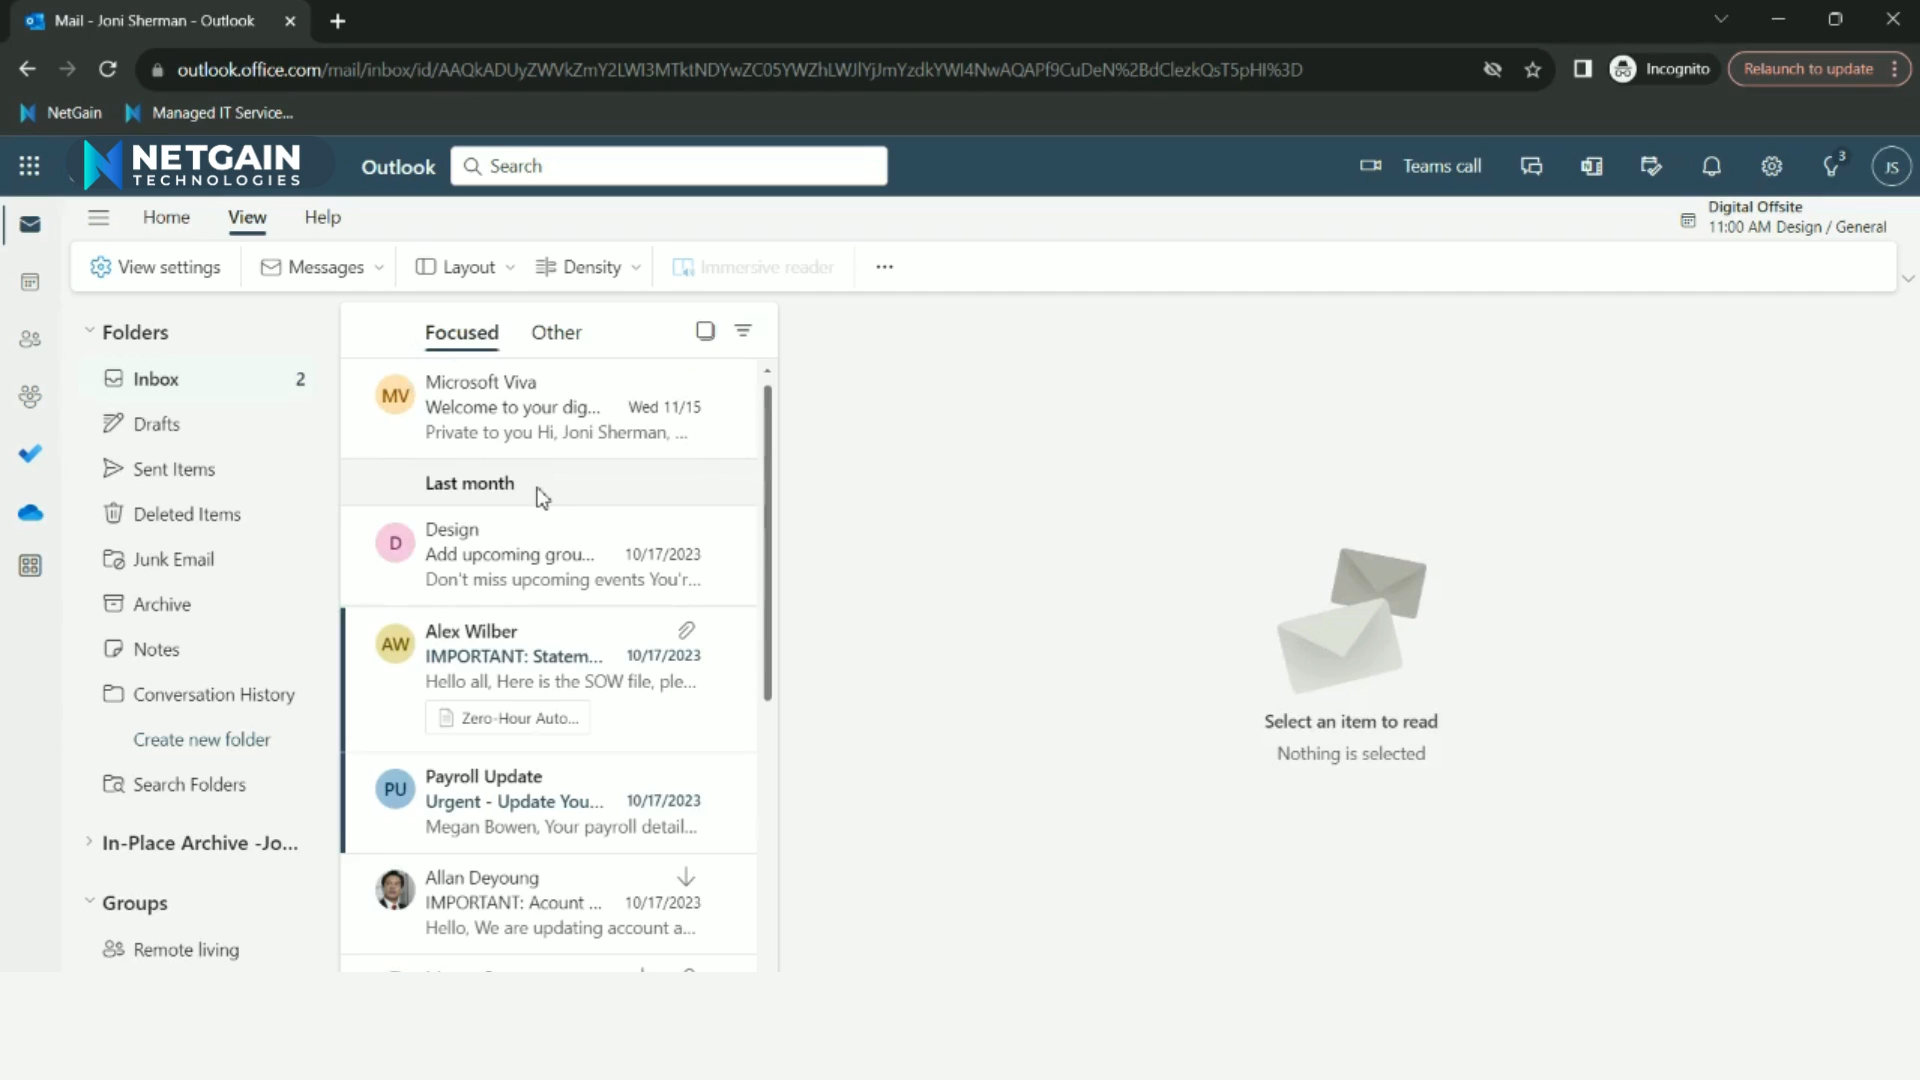 Mail - Joni Sherman - Outlook
outlook.office.com/mail/inbox/id/AAQkADUyZWVkZmY2LWI3MTktNDYwZC05YWZhLWJlYjJmYzdkYWI4NwAQAPf9CuDeN%2BdClezkQsT5pHI%3D
Incognito
Relaunch to update
NetGain
Managed IT Service...
NETGAIN
TECHNOLOGIES
Outlook
Search
Teams call
3
JS
Home
View
Help
Digital Offsite
11:00 AM Design / General
View settings
Messages
Layout
Density
Immersive reader
...
Folders
Inbox 2
Drafts
Sent Items
Deleted Items
Junk Email
Archive
Notes
Conversation History
Create new folder
Search Folders
In-Place Archive -Jo...
Groups
Remote living
Focused
Other
MV
Microsoft Viva
Welcome to your dig... Wed 11/15
Private to you Hi, Joni Sherman, ...
Last month
D
Design
Add upcoming grou... 10/17/2023
Don't miss upcoming events You'r...
AW
Alex Wilber
IMPORTANT: Statem... 10/17/2023
Hello all, Here is the SOW file, ple...
Zero-Hour Auto...
PU
Payroll Update
Urgent - Update You... 10/17/2023
Megan Bowen, Your payroll detail...
Allan Deyoung
IMPORTANT: Acount ... 10/17/2023
Hello, We are updating account a...
Select an item to read
Nothing is selected